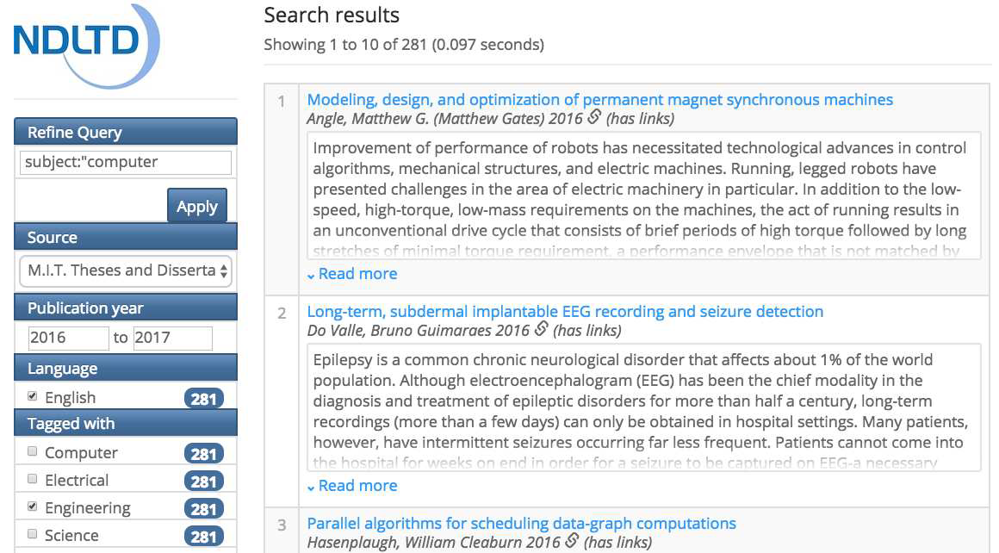 NDLTD
Refine Query
subject:"computer
Apply
Source
M.I.T. Theses and Disserta
Publication year
2016 to 2017
Language
English 281
Tagged with
Computer 281
Electrical 281
Engineering 281
Science 281
Search results
Showing 1 to 10 of 281 (0.097 seconds)
1
Modeling, design, and optimization of permanent magnet synchronous machines
Angle, Matthew G. (Matthew Gates) 2016 (has links)
Improvement of performance of robots has necessitated technological advances in control
algorithms, mechanical structures, and electric machines. Running, legged robots have
presented challenges in the area of electric machinery in particular. In addition to the low-
speed, high-torque, low-mass requirements on the machines, the act of running results in
an unconventional drive cycle that consists of brief periods of high torque followed by long
stretches of minimal torque requirement, a performance envelope that is not matched by
Read more
2
Long-term, subdermal implantable EEG recording and seizure detection
Do Valle, Bruno Guimaraes 2016 (has links)
Epilepsy is a common chronic neurological disorder that affects about 1% of the world
population. Although electroencephalogram (EEG) has been the chief modality in the
diagnosis and treatment of epileptic disorders for more than half a century, long-term
recordings (more than a few days) can only be obtained in hospital settings. Many patients,
however, have intermittent seizures occurring far less frequent. Patients cannot come into
the hospital for weeks on end in order for a seizure to be captured on EEG-a necessary
Read more
3
Parallel algorithms for scheduling data-graph computations
Hasenplaugh, William Cleaburn 2016 (has links)